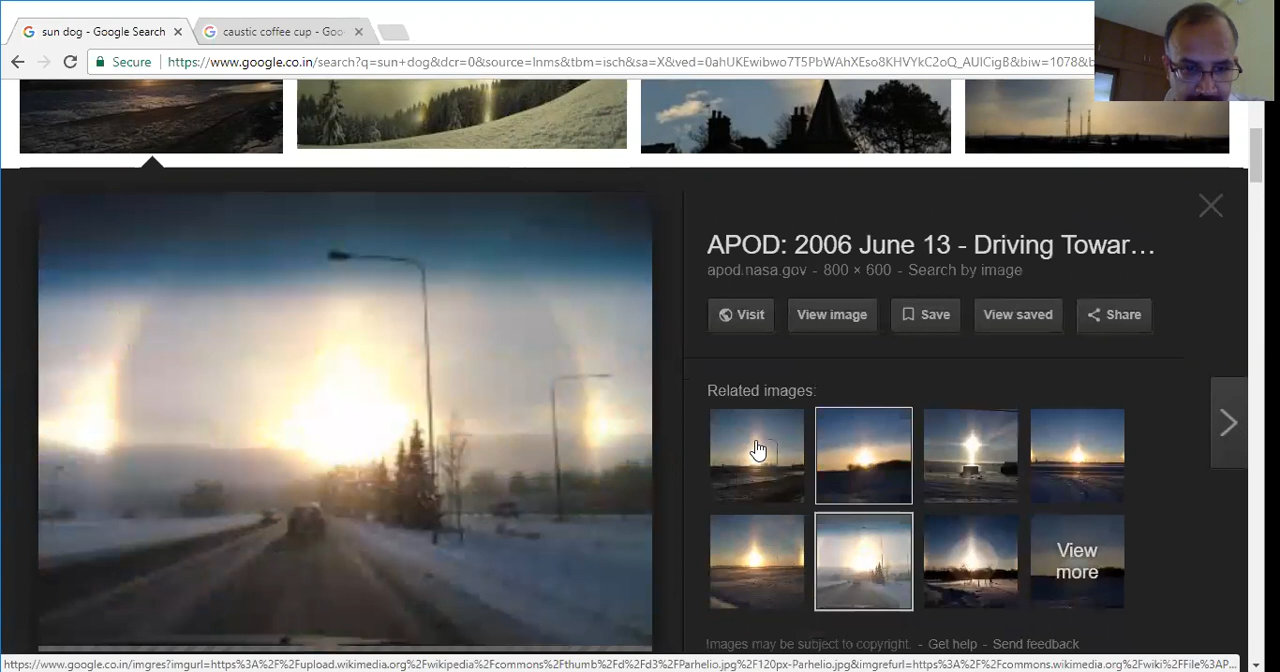 sun dog - Google Search
caustic coffee cup - Goo
Secure
https://www.google.co.in/search?q=sun+dog&dcr=0&source=lnms&tbm=isch&sa=X&ved=0ahUKEwibwo7T5PbWAhXEso8KHVYkC2oQ_AUICigB&biw=1078&b
APOD: 2006 June 13 - Driving Towar...
apod.nasa.gov - 800 × 600 - Search by image
Visit
View image
Save
View saved
Share
Related images:
View more
Images may be subject to copyright. - Get help - Send feedback
https://www.google.co.in/imgres?imgurl=https%3A%2F%2Fupload.wikimedia.org%2Fwikipedia%2Fcommons%2Fthumb%2Fd%2Fd3%2FParhelio.jpg%2F120px-Parhelio.jpg&imgrefurl=https%3A%2F%2Fcommons.wikimedia.org%2Fwiki%2FFile%3AP...